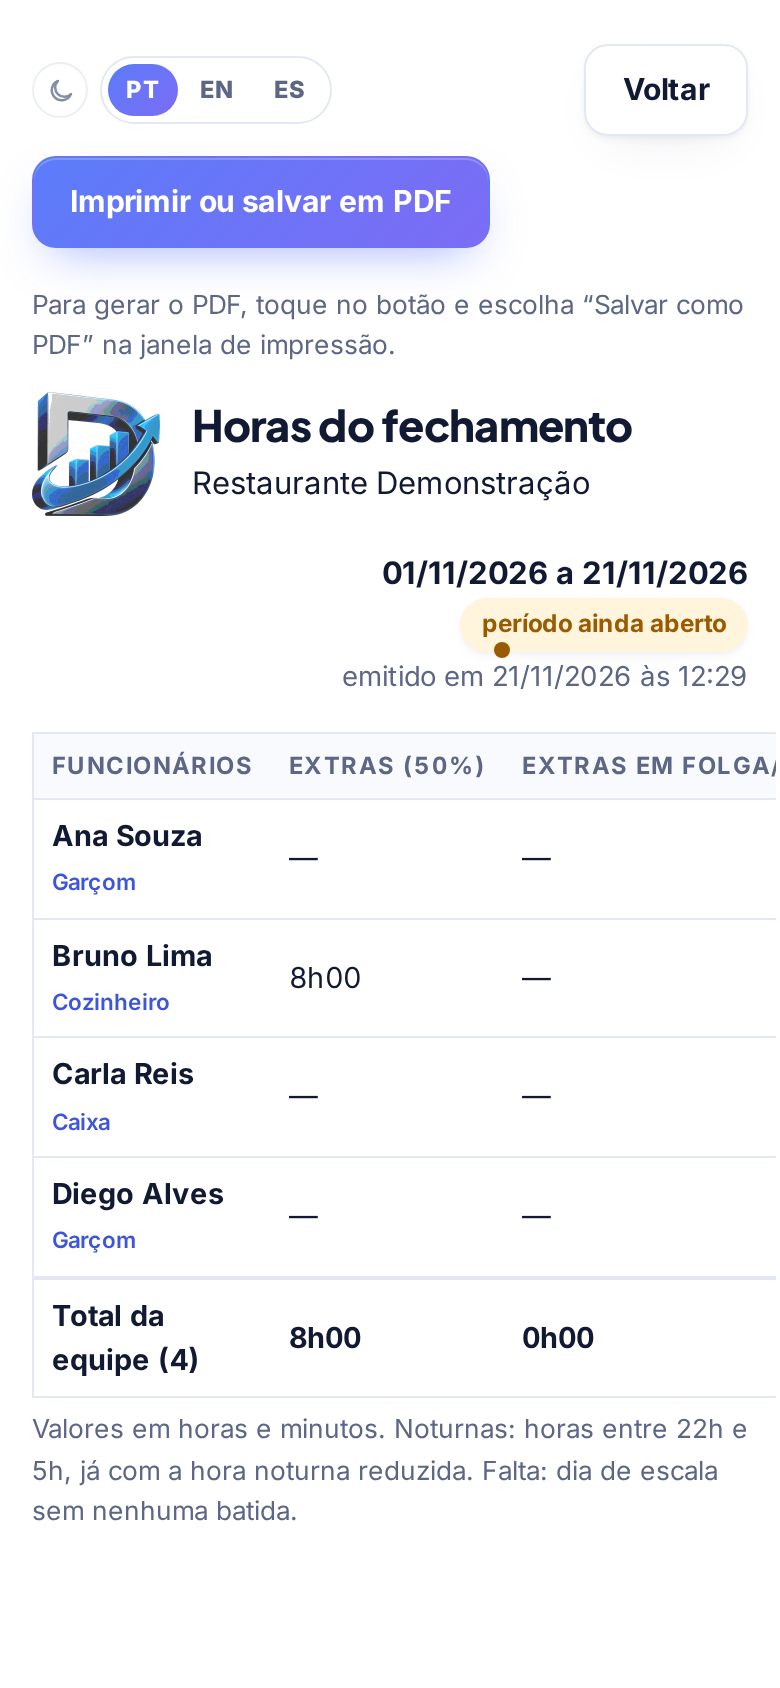 PT EN ES
Voltar
Imprimir ou salvar em PDF
Para gerar o PDF, toque no botão e escolha “Salvar como
PDF” na janela de impressão.
Horas do fechamento
Restaurante Demonstração
01/11/2026 a 21/11/2026
período ainda aberto
emitido em 21/11/2026 às 12:29
FUNCIONÁRIOS EXTRAS (50%) EXTRAS EM FOLGA/
Ana Souza
Garçom
— —
Bruno Lima
Cozinheiro
8h00 —
Carla Reis
Caixa
— —
Diego Alves
Garçom
— —
Total da
equipe (4)
8h00 0h00
Valores em horas e minutos. Noturnas: horas entre 22h e
5h, já com a hora noturna reduzida. Falta: dia de escala
sem nenhuma batida.